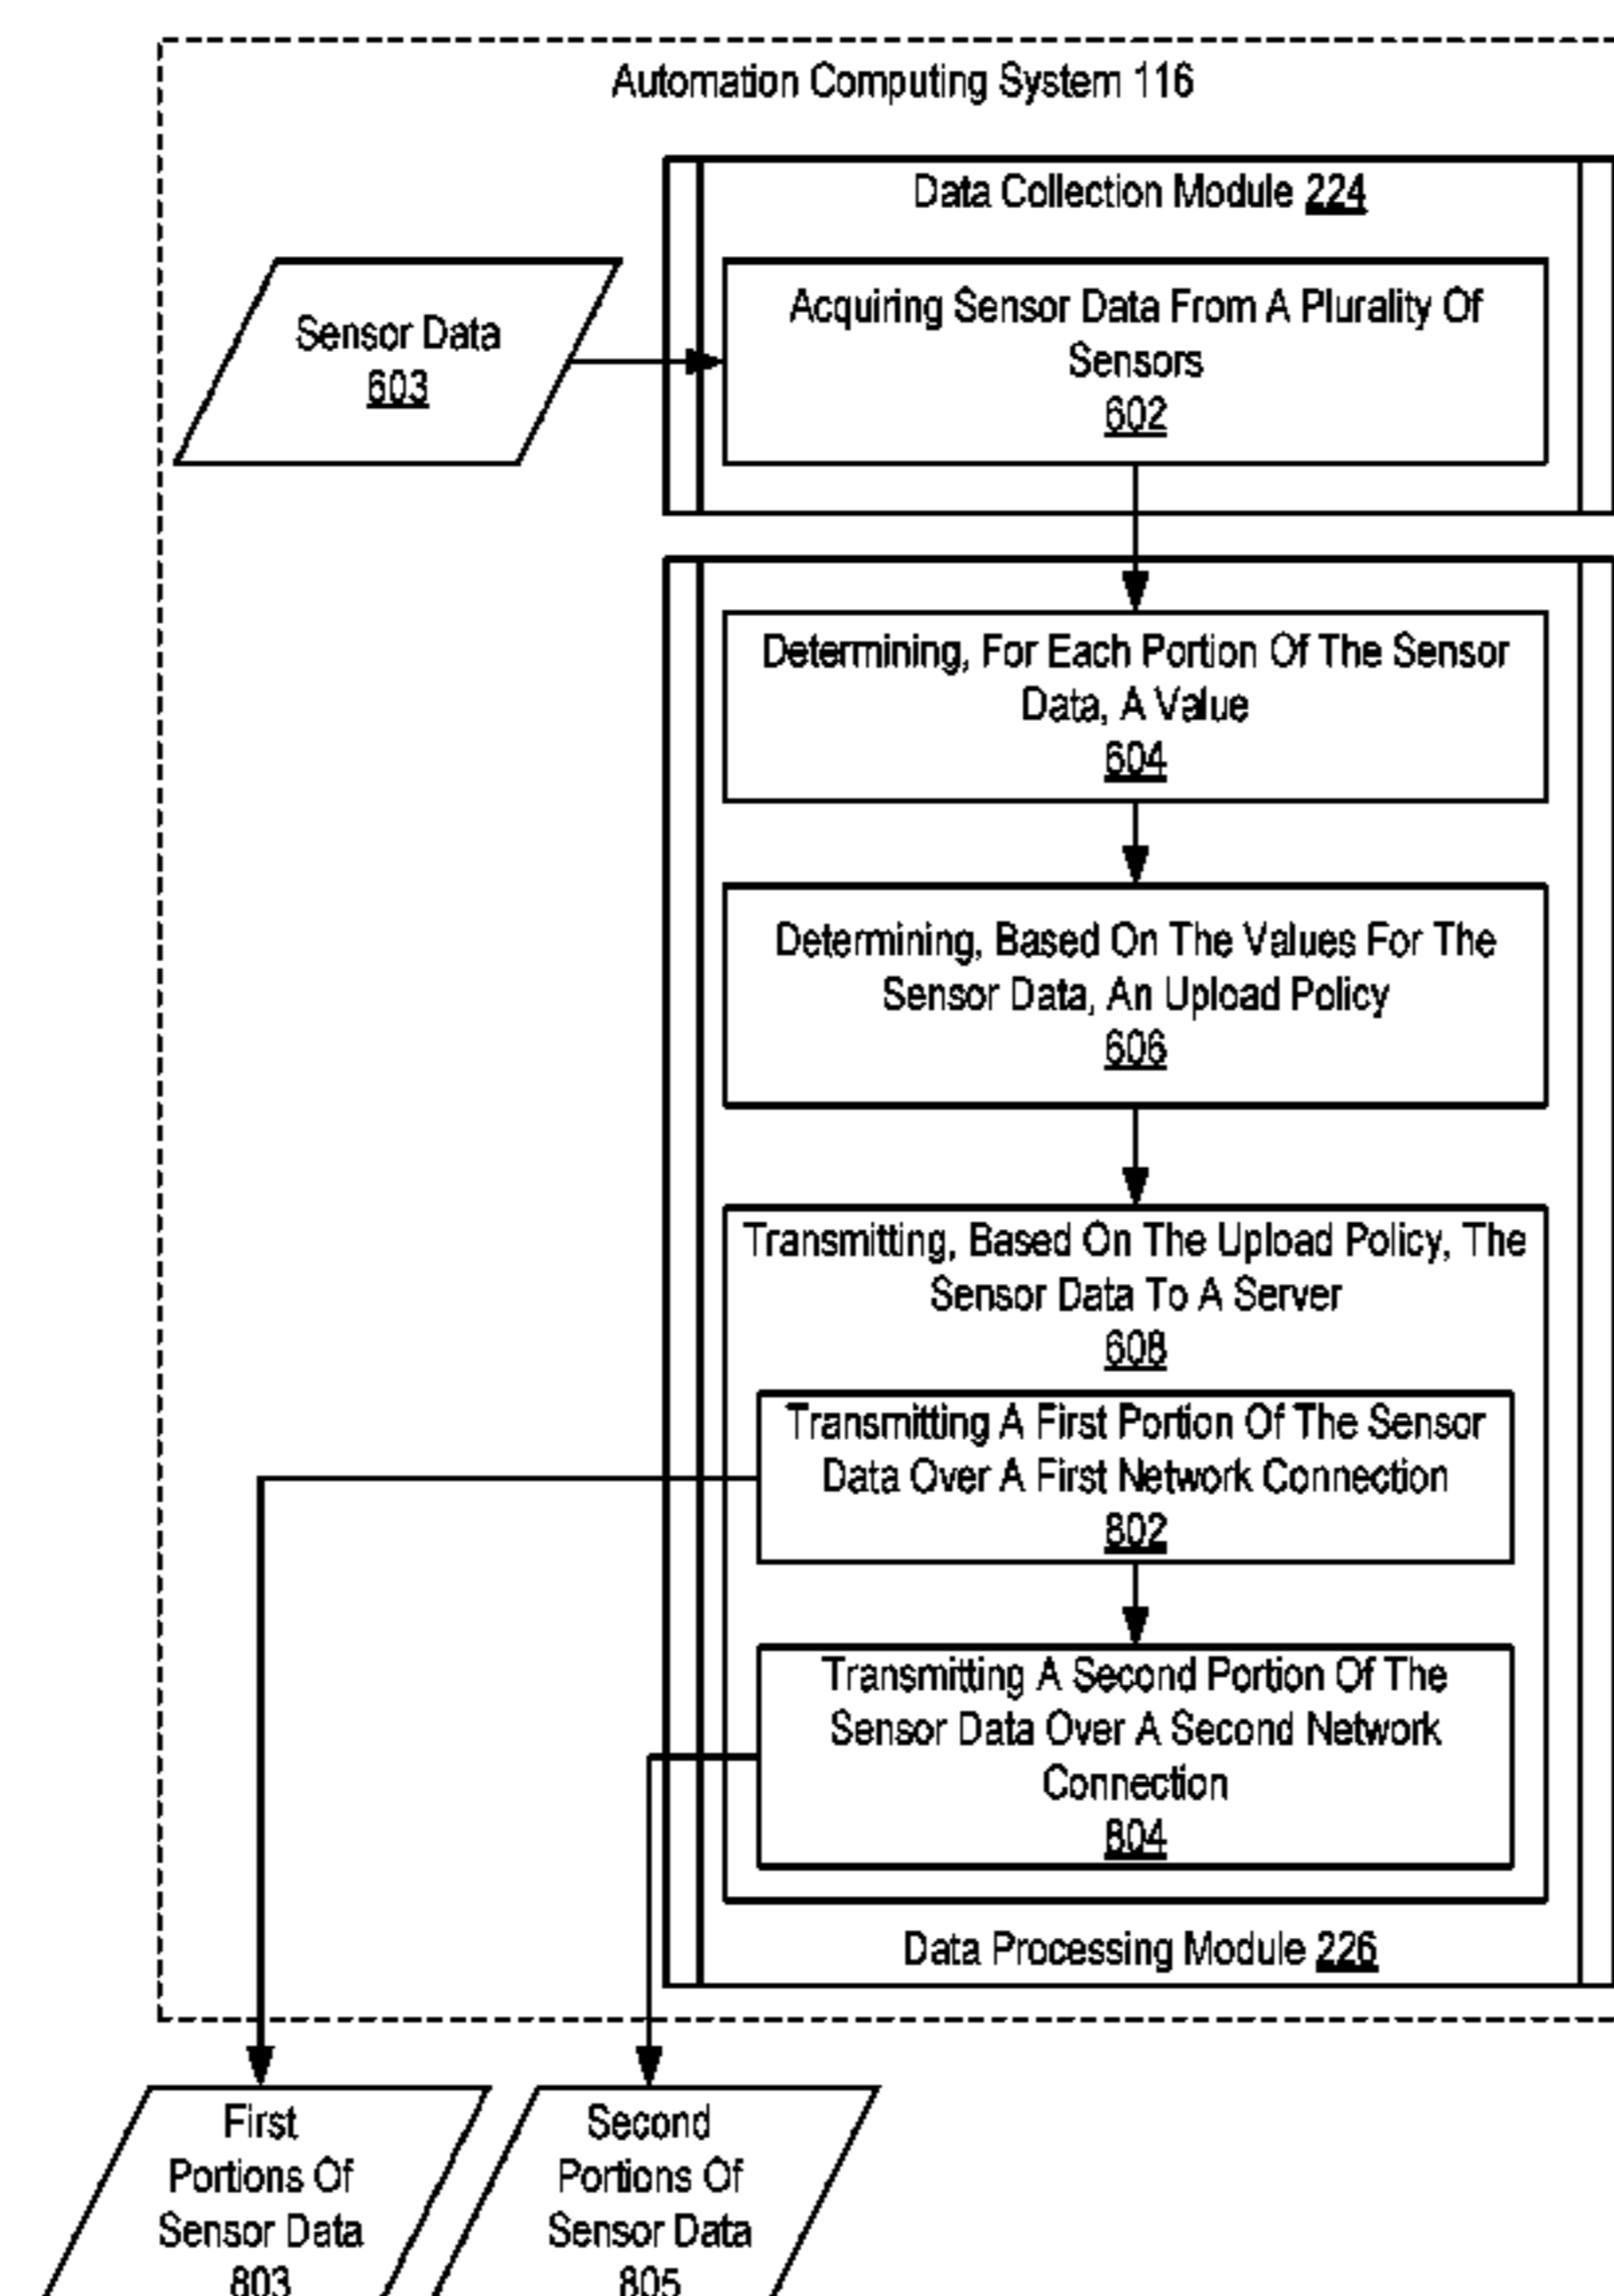 Automation Computing System 116
Data Collection Module 224
Sensor Data
603
Acquiring Sensor Data From A Plurality Of
Sensors
602
Determining, For Each Portion Of The Sensor
Data, A Value
604
Determining, Based On The Values For The
Sensor Data, An Upload Policy
606
Transmitting, Based On The Upload Policy, The
Sensor Data To A Server
608
Transmitting A First Portion Of The Sensor
Data Over A First Network Connection
802
Transmitting A Second Portion Of The
Sensor Data Over A Second Network
Connection
804
Data Processing Module 226
First
Portions Of
Sensor Data
803
Second
Portions Of
Sensor Data
805